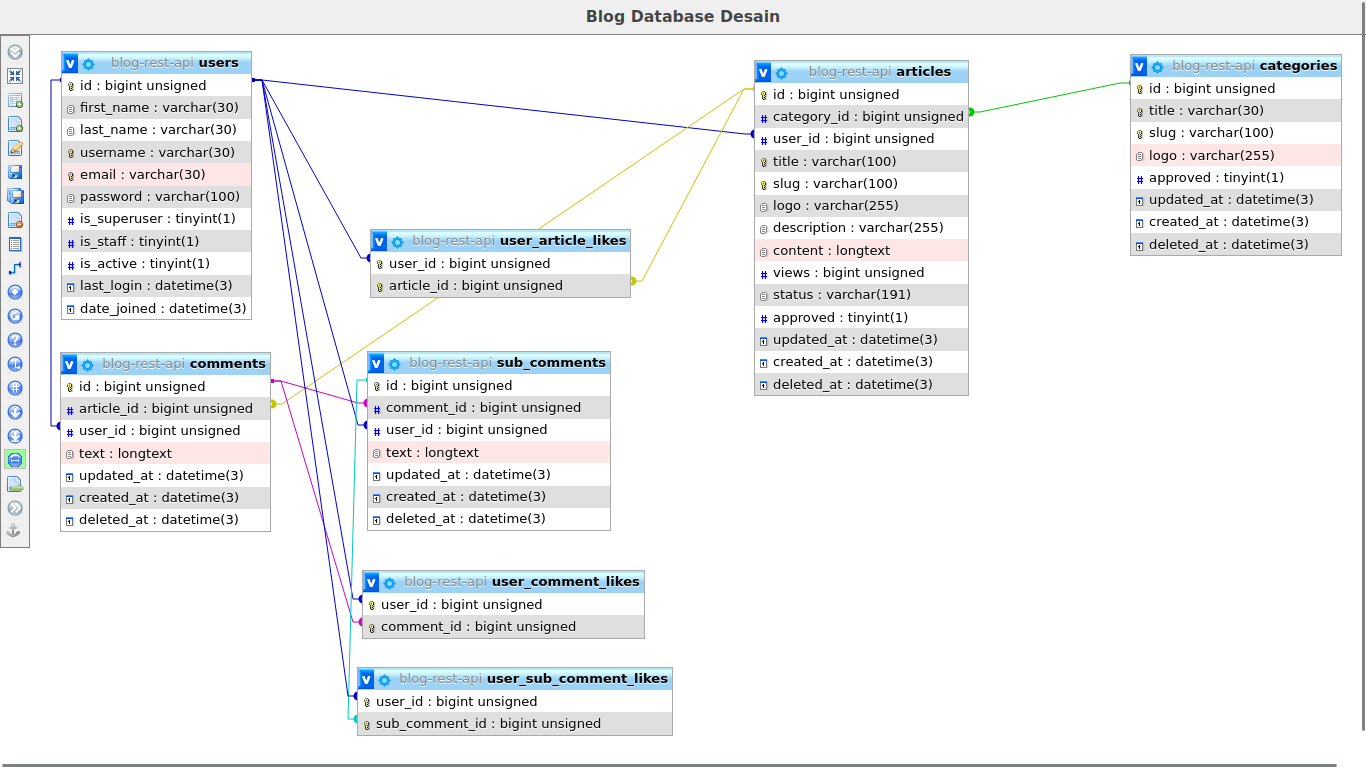 Blog Database Desain
blog-rest-api users
id : bigint unsigned
first_name : varchar(30)
last_name : varchar(30)
username : varchar(30)
email : varchar(30)
password : varchar(100)
is_superuser : tinyint(1)
is_staff : tinyint(1)
is_active : tinyint(1)
last_login : datetime(3)
date_joined : datetime(3)
blog-rest-api articles
id : bigint unsigned
category_id : bigint unsigned
user_id : bigint unsigned
title : varchar(100)
slug : varchar(100)
logo : varchar(255)
description : varchar(255)
content : longtext
views : bigint unsigned
status : varchar(191)
approved : tinyint(1)
updated_at : datetime(3)
created_at : datetime(3)
deleted_at : datetime(3)
blog-rest-api categories
id : bigint unsigned
title : varchar(30)
slug : varchar(100)
logo : varchar(255)
approved : tinyint(1)
updated_at : datetime(3)
created_at : datetime(3)
deleted_at : datetime(3)
blog-rest-api user_article_likes
user_id : bigint unsigned
article_id : bigint unsigned
blog-rest-api comments
id : bigint unsigned
article_id : bigint unsigned
user_id : bigint unsigned
text : longtext
updated_at : datetime(3)
created_at : datetime(3)
deleted_at : datetime(3)
blog-rest-api sub_comments
id : bigint unsigned
comment_id : bigint unsigned
user_id : bigint unsigned
text : longtext
updated_at : datetime(3)
created_at : datetime(3)
deleted_at : datetime(3)
blog-rest-api user_comment_likes
user_id : bigint unsigned
comment_id : bigint unsigned
blog-rest-api user_sub_comment_likes
user_id : bigint unsigned
sub_comment_id : bigint unsigned